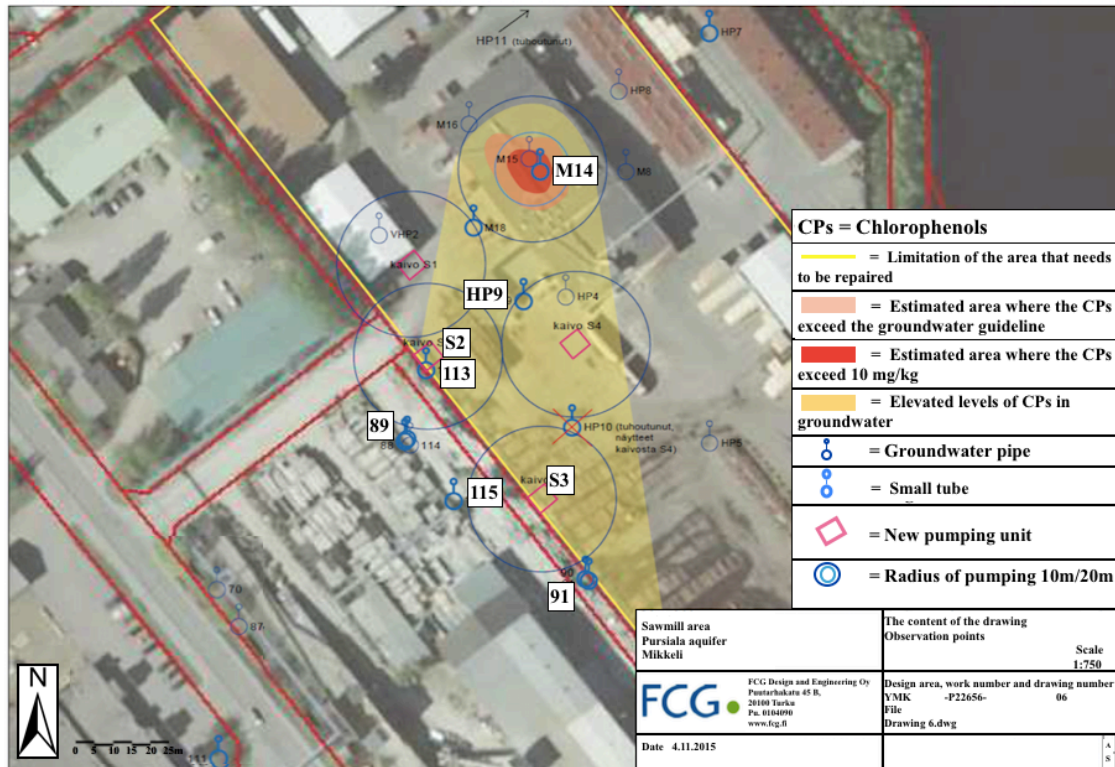 HP11 (tuhoutunut)
HP7
HP8
M16
M15
M14
M8
M18
VHP2
kaivo S1
HP9
HP4
kaivo S4
kaivo S
S2
113
HP10 (tuhoutunut,
näytteet
kaivosta S4)
HP5
89
88
114
S3
kaivo
115
90
91
70
87
111
CPs = Chlorophenols
= Limitation of the area that needs
to be repaired
= Estimated area where the CPs
exceed the groundwater guideline
= Estimated area where the CPs
exceed 10 mg/kg
= Elevated levels of CPs in
groundwater
= Groundwater pipe
= Small tube
= New pumping unit
= Radius of pumping 10m/20m
Sawmill area
Pursiala aquifer
Mikkeli
The content of the drawing
Observation points
Scale
1:750
FCG
FCG Design and Engineering Oy
Puutarhakatu 45 B,
20100 Turku
Pu. 0104090
www.fcg.fi
Design area, work number and drawing number
YMK -P22656- 06
File
Drawing 6.dwg
Date 4.11.2015
A
S
N
0 5 10 15 20 25m